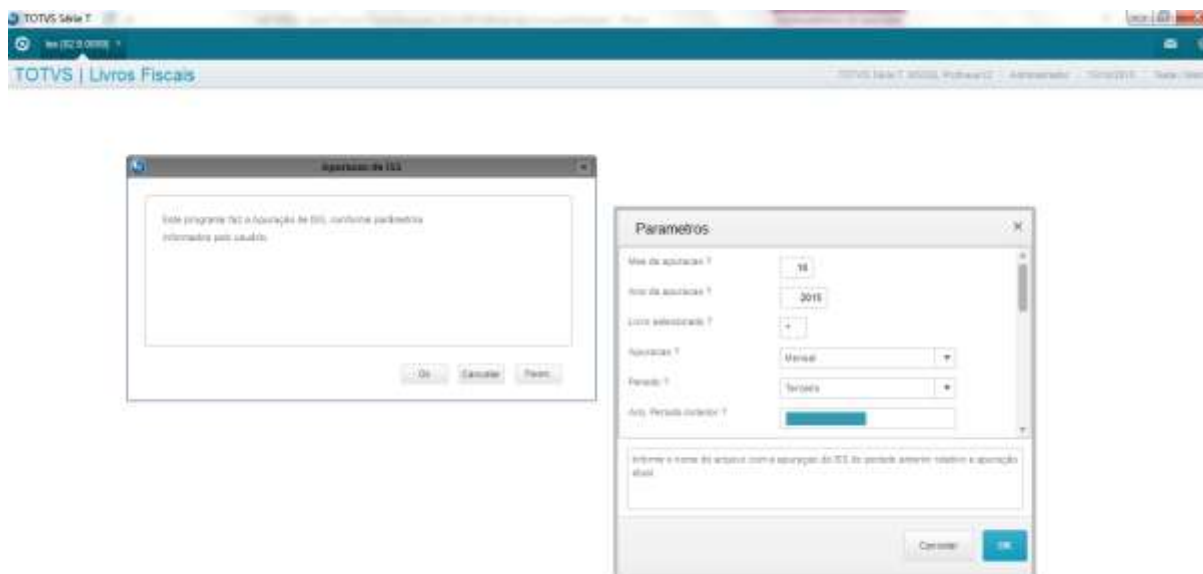 TOTVS Série T
TOTVS | Livros Fiscais
Administrador
Apuracao de ISS
Este programa faz a Apuração de ISS, conforme parâmetros
informados pelo usuário.
Ok
Cancelar
Param.
Parametros
Mes da apuracao ?
10
Ano da apuracao ?
2015
Livro selecionado ?
*
Apuracao ?
Mensal
Periodo ?
Terceiro
Arq. Periodo Anterior ?
Informe o nome do arquivo com a apuração do ISS do período anterior relativo a apuração
atual.
Cancelar
OK